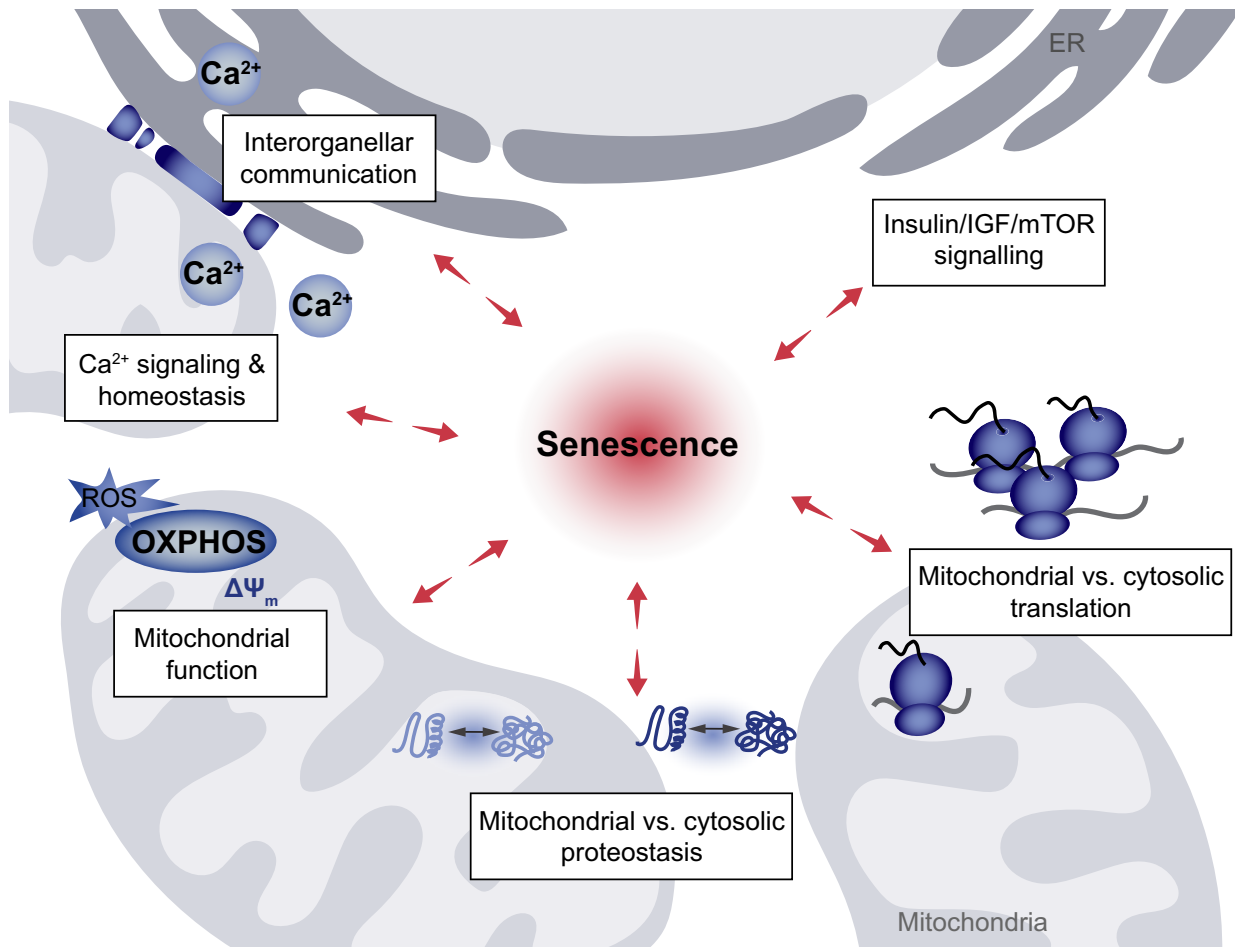 ER
Ca²⁺
Interorganellar
communication
Insulin/IGF/mTOR
signalling
Ca²⁺
Ca²⁺
Ca²⁺ signaling &
homeostasis
Senescence
ROS
OXPHOS
ΔΨₘ
Mitochondrial
function
Mitochondrial vs. cytosolic
translation
Mitochondrial vs. cytosolic
proteostasis
Mitochondria